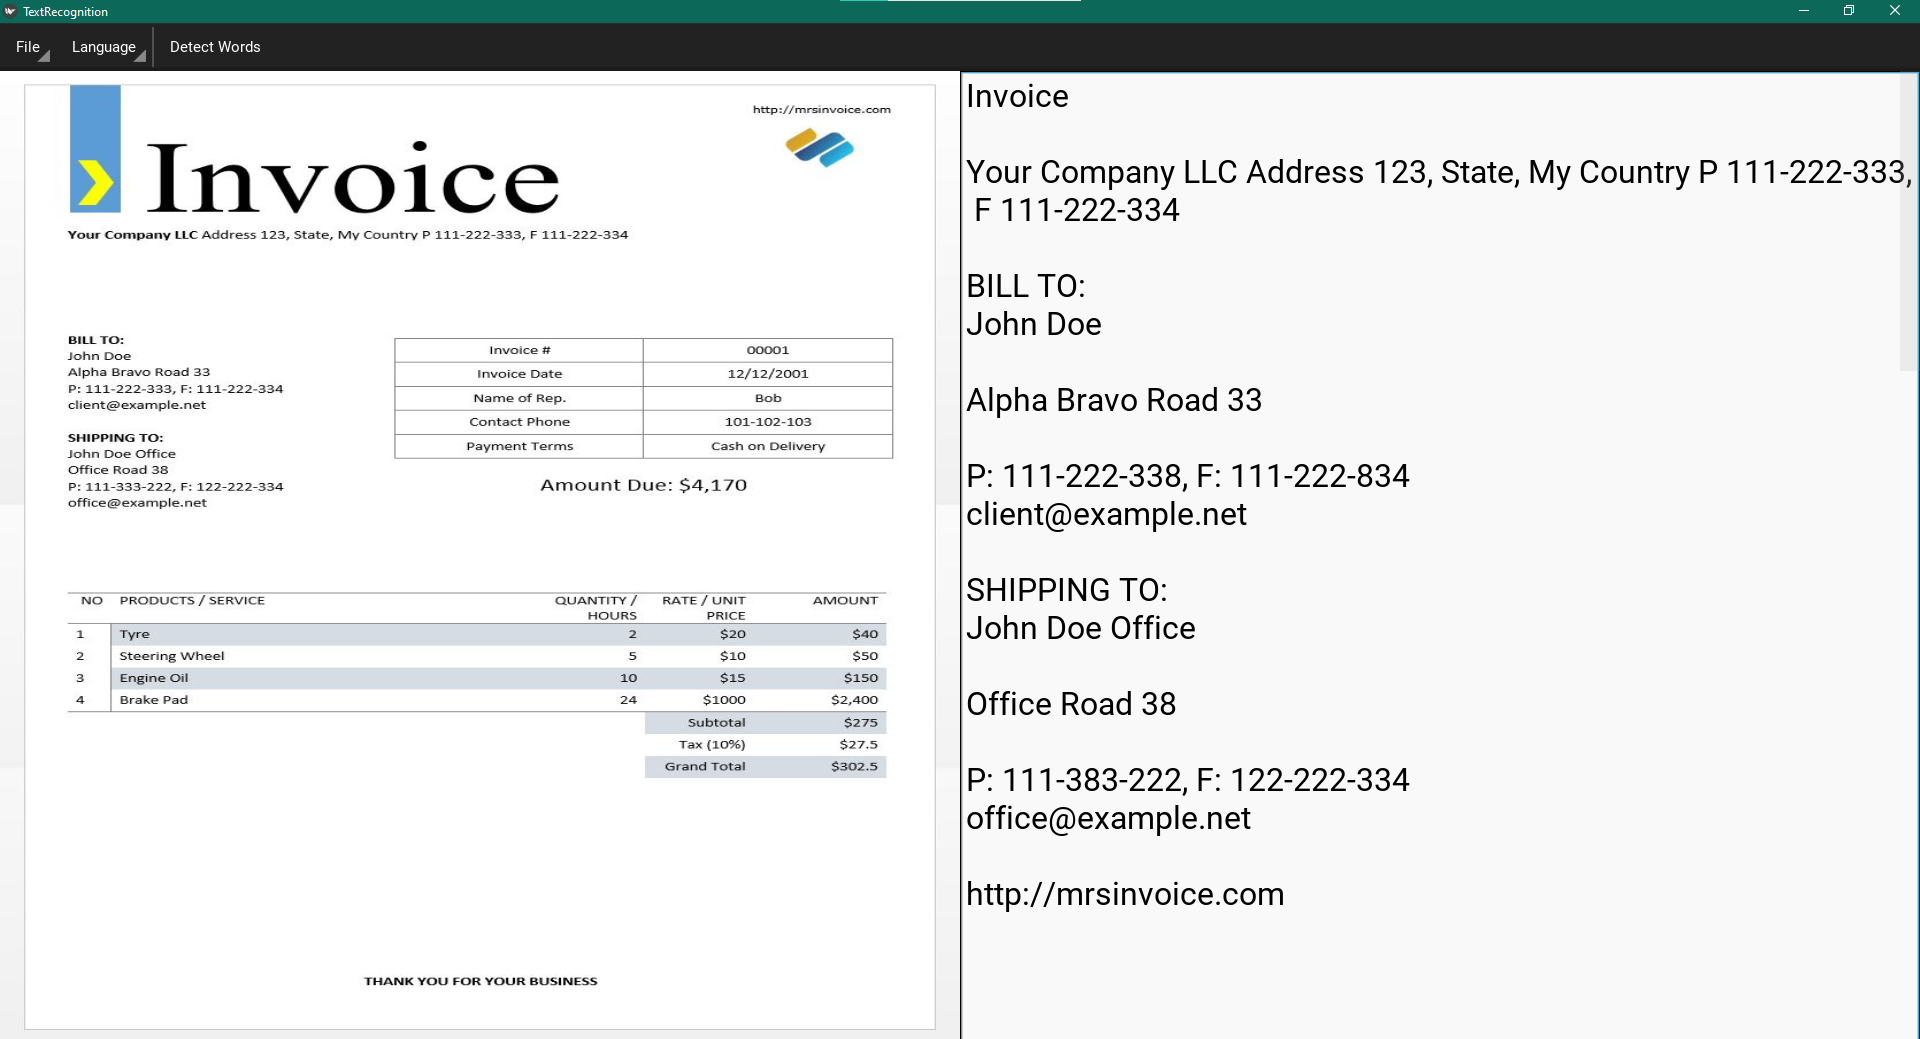 TextRecognition
File Language Detect Words
http://mrsinvoice.com
Invoice
Your Company LLC Address 123, State, My Country P 111-222-333, F 111-222-334
BILL TO:
John Doe
Alpha Bravo Road 33
P: 111-222-333, F: 111-222-334
client@example.net
SHIPPING TO:
John Doe Office
Office Road 38
P: 111-333-222, F: 122-222-334
office@example.net
Invoice # 00001
Invoice Date 12/12/2001
Name of Rep. Bob
Contact Phone 101-102-103
Payment Terms Cash on Delivery
Amount Due: $4,170
NO PRODUCTS / SERVICE QUANTITY / RATE / UNIT AMOUNT
HOURS PRICE
1 Tyre 2 $20 $40
2 Steering Wheel 5 $10 $50
3 Engine Oil 10 $15 $150
4 Brake Pad 24 $1000 $2,400
Subtotal $275
Tax (10%) $27.5
Grand Total $302.5
THANK YOU FOR YOUR BUSINESS
Invoice
Your Company LLC Address 123, State, My Country P 111-222-333,
F 111-222-334
BILL TO:
John Doe
Alpha Bravo Road 33
P: 111-222-338, F: 111-222-834
client@example.net
SHIPPING TO:
John Doe Office
Office Road 38
P: 111-383-222, F: 122-222-334
office@example.net
http://mrsinvoice.com